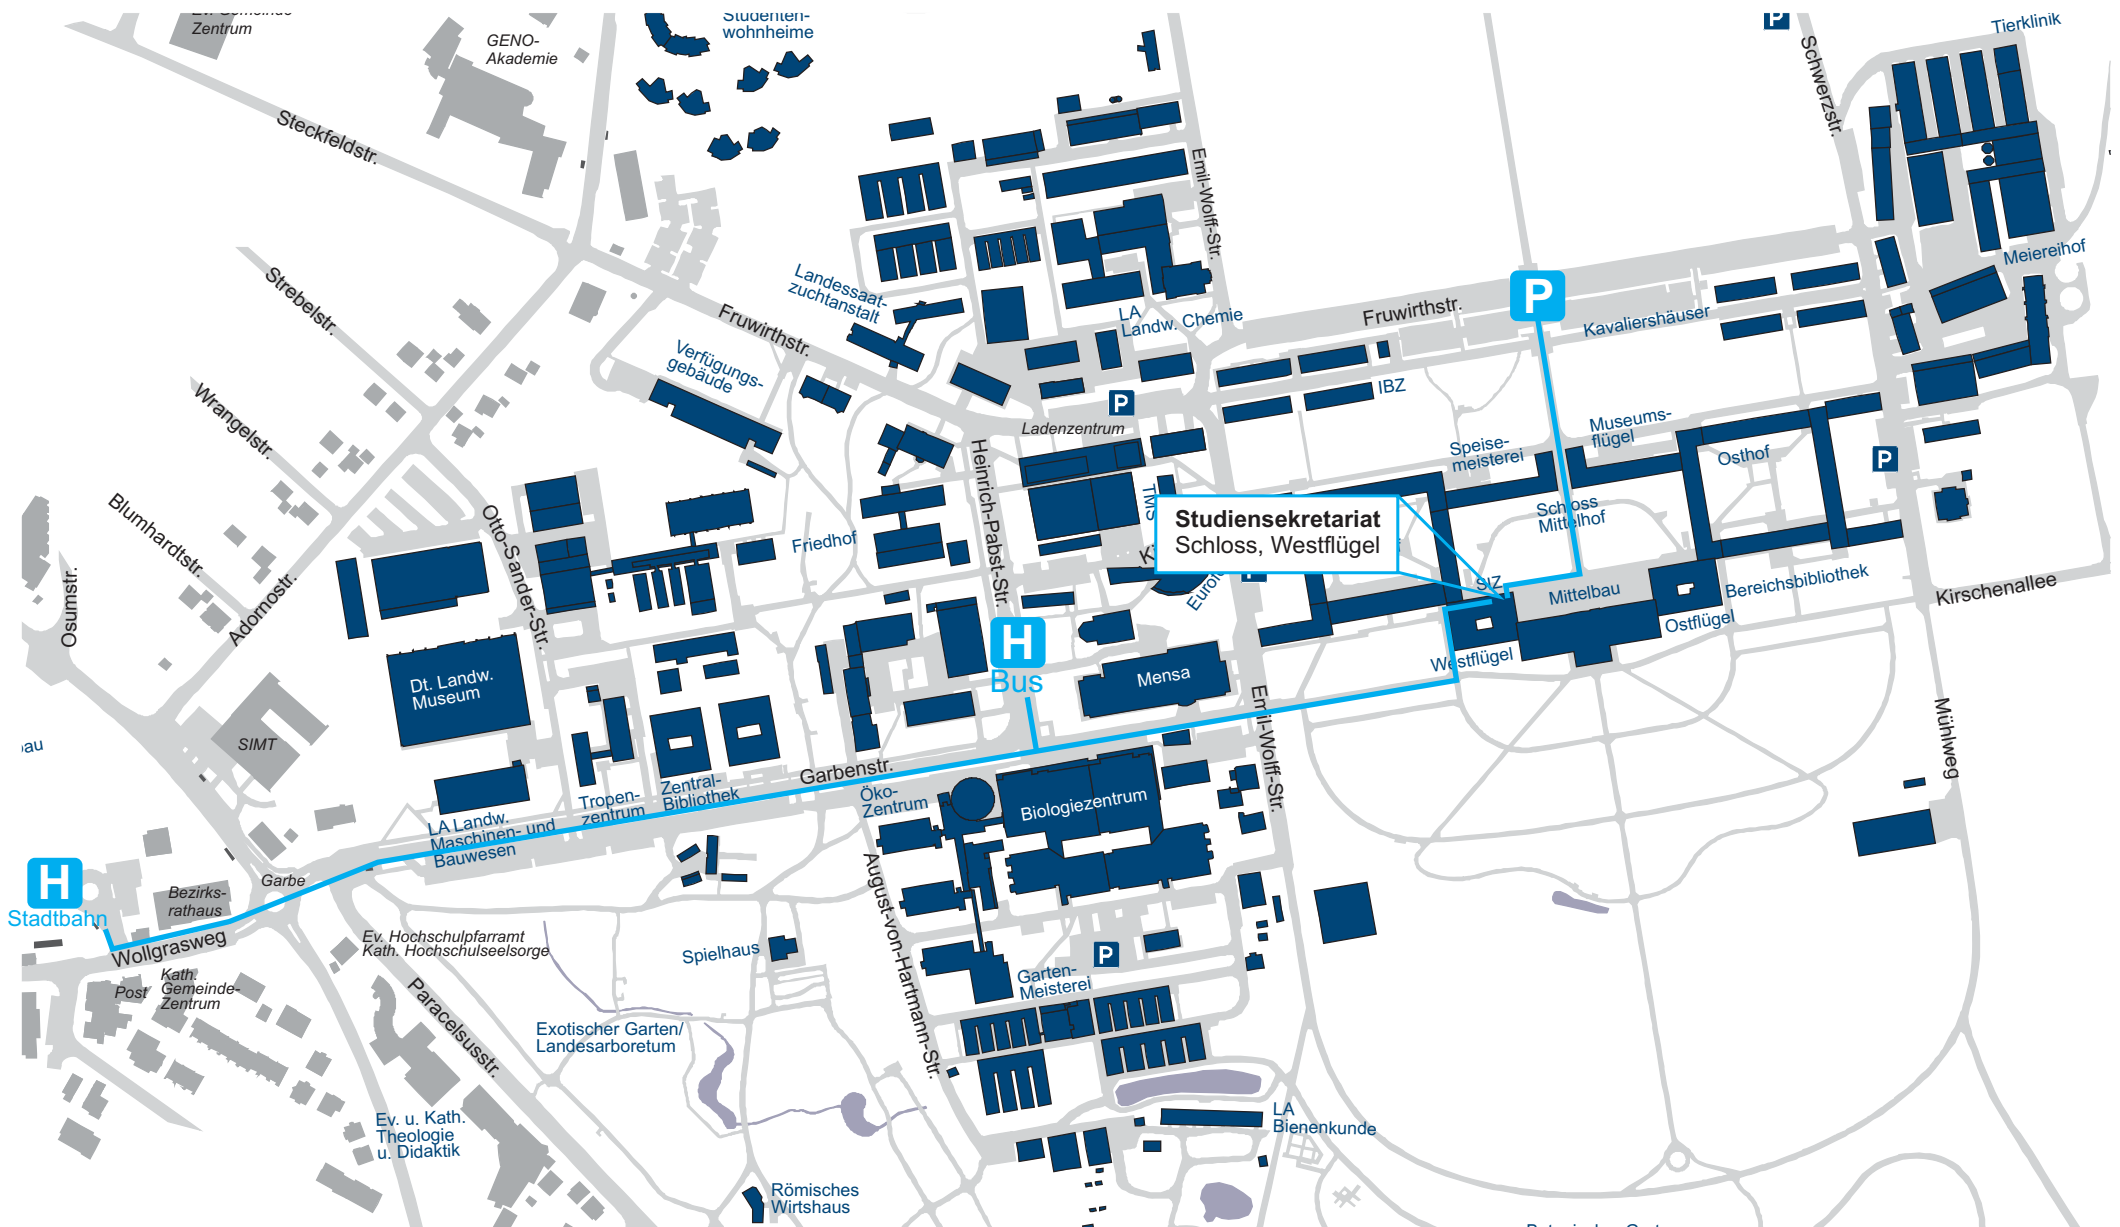 Zentrum
GENO-
Akademie
Studenten-
wohnheime
P
Tierklinik
Schwerzstr.
Steckfeldstr.
Emil-Wolff-Str.
Meiereihof
Strebelstr.
Landessaat-
zuchtanstalt
P
LA
Landw. Chemie
Fruwirthstr.
Fruwirthstr.
Kavaliershäuser
Verfügungs-
gebäude
Wrangelstr.
IBZ
P
Ladenzentrum
Museums-
flügel
Speise-
meisterei
Osthof
P
Blumhardtstr.
Otto-Sander-Str.
Heinrich-Pabst-Str.
TMS
Studiensekretariat
Schloss, Westflügel
Schloss
Mittelhof
Friedhof
Osumstr.
Adornostr.
SIZ
Mittelbau
Bereichsbibliothek
Kirschenallee
Ostflügel
Westflügel
H
Bus
Mensa
Dt. Landw.
Museum
SIMT
Emil-Wolff-Str.
Mühlweg
Garbenstr.
Zentral-
Bibliothek
Tropen-
zentrum
Öko-
Zentrum
Biologiezentrum
LA Landw.
Maschinen- und
Bauwesen
H
Stadtbahn
Garbe
Bezirks-
rathaus
Wollgrasweg
August-von-Hartmann-Str.
Ev. Hochschulpfarramt
Kath. Hochschulseelsorge
Spielhaus
P
Post
Kath.
Gemeinde-
Zentrum
Garten-
Meisterei
Paracelsusstr.
Exotischer Garten/
Landesarboretum
Ev. u. Kath.
Theologie
u. Didaktik
LA
Bienenkunde
Römisches
Wirtshaus